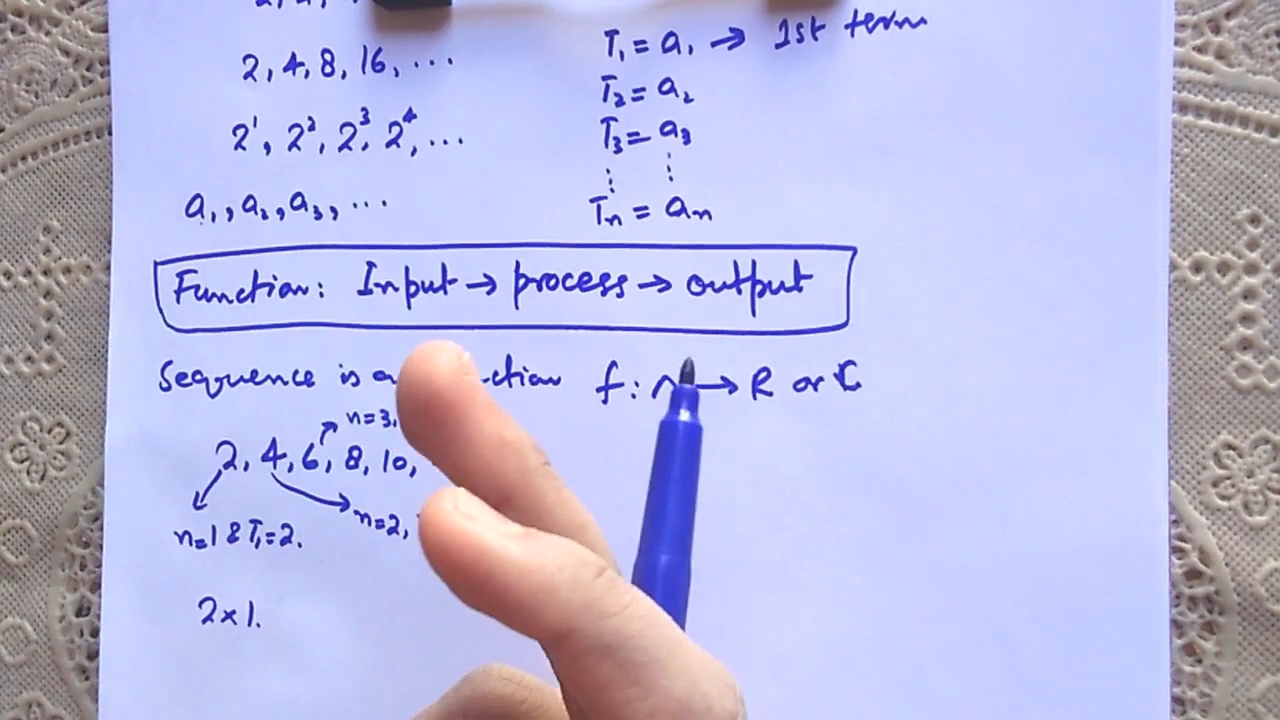 2, 4, 8, 16, ...
2¹, 2², 2³, 2⁴, ...
a₁, a₂, a₃, ...
T₁ = a₁ → 1st term
T₂ = a₂
T₃ = a₃
⋮ ⋮
Tₙ = aₙ
Function: Input → process → output
Sequence is f: → R or C
n=3,
2, 4, 6, 8, 10,
n=1 & T₁=2.
n=2,
2×1.